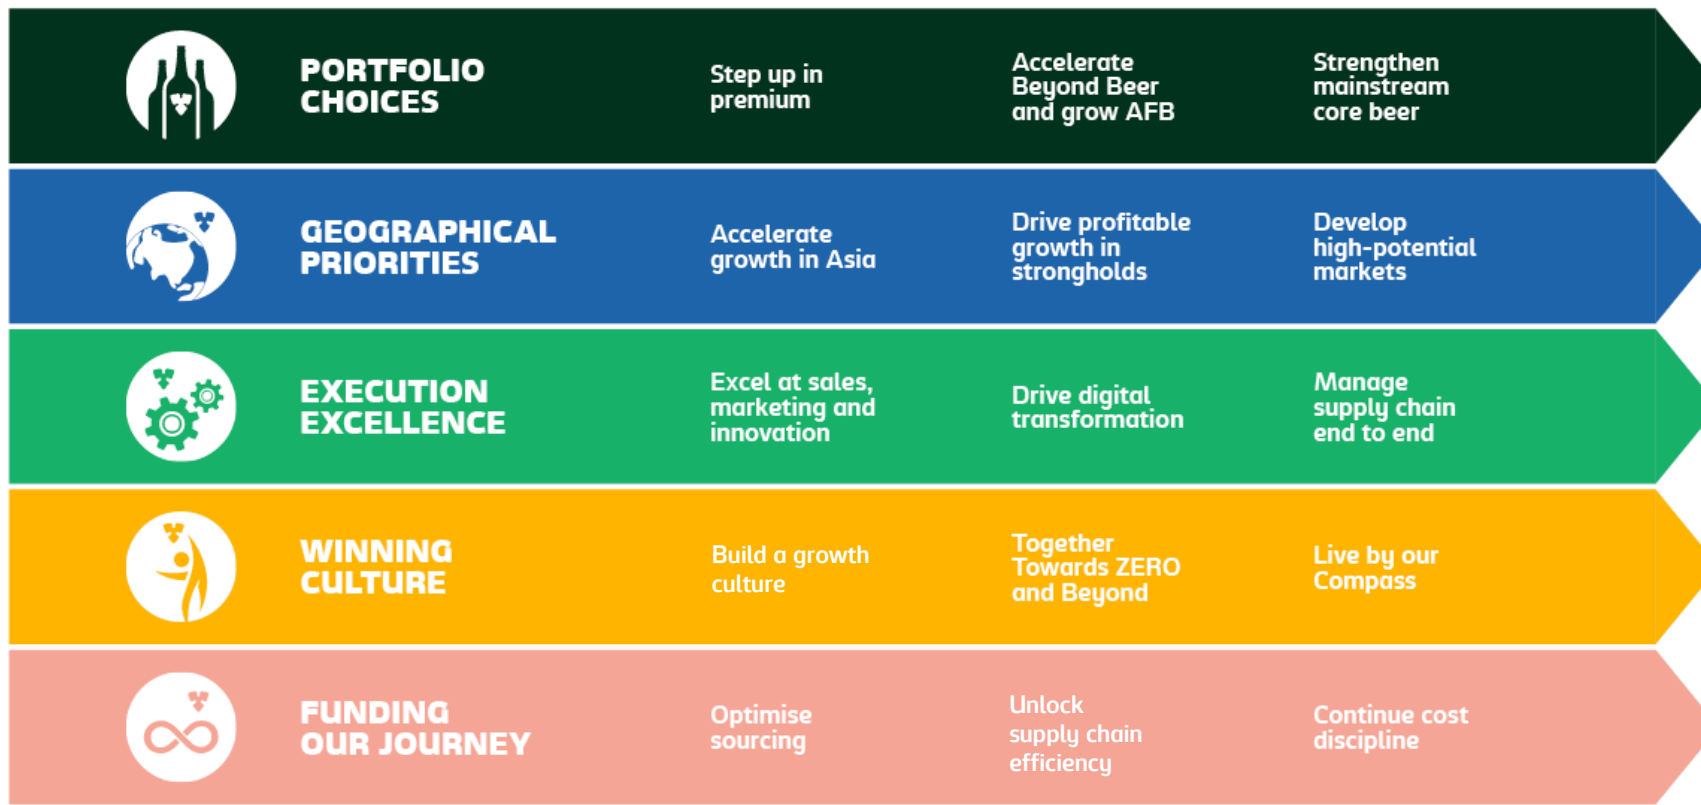 PORTFOLIO
CHOICES
Step up in
premium
Accelerate
Beyond Beer
and grow AFB
Strengthen
mainstream
core beer
GEOGRAPHICAL
PRIORITIES
Accelerate
growth in Asia
Drive profitable
growth in
strongholds
Develop
high-potential
markets
EXECUTION
EXCELLENCE
Excel at sales,
marketing and
innovation
Drive digital
transformation
Manage
supply chain
end to end
WINNING
CULTURE
Build a growth
culture
Together
Towards ZERO
and Beyond
Live by our
Compass
FUNDING
OUR JOURNEY
Optimise
sourcing
Unlock
supply chain
efficiency
Continue cost
discipline